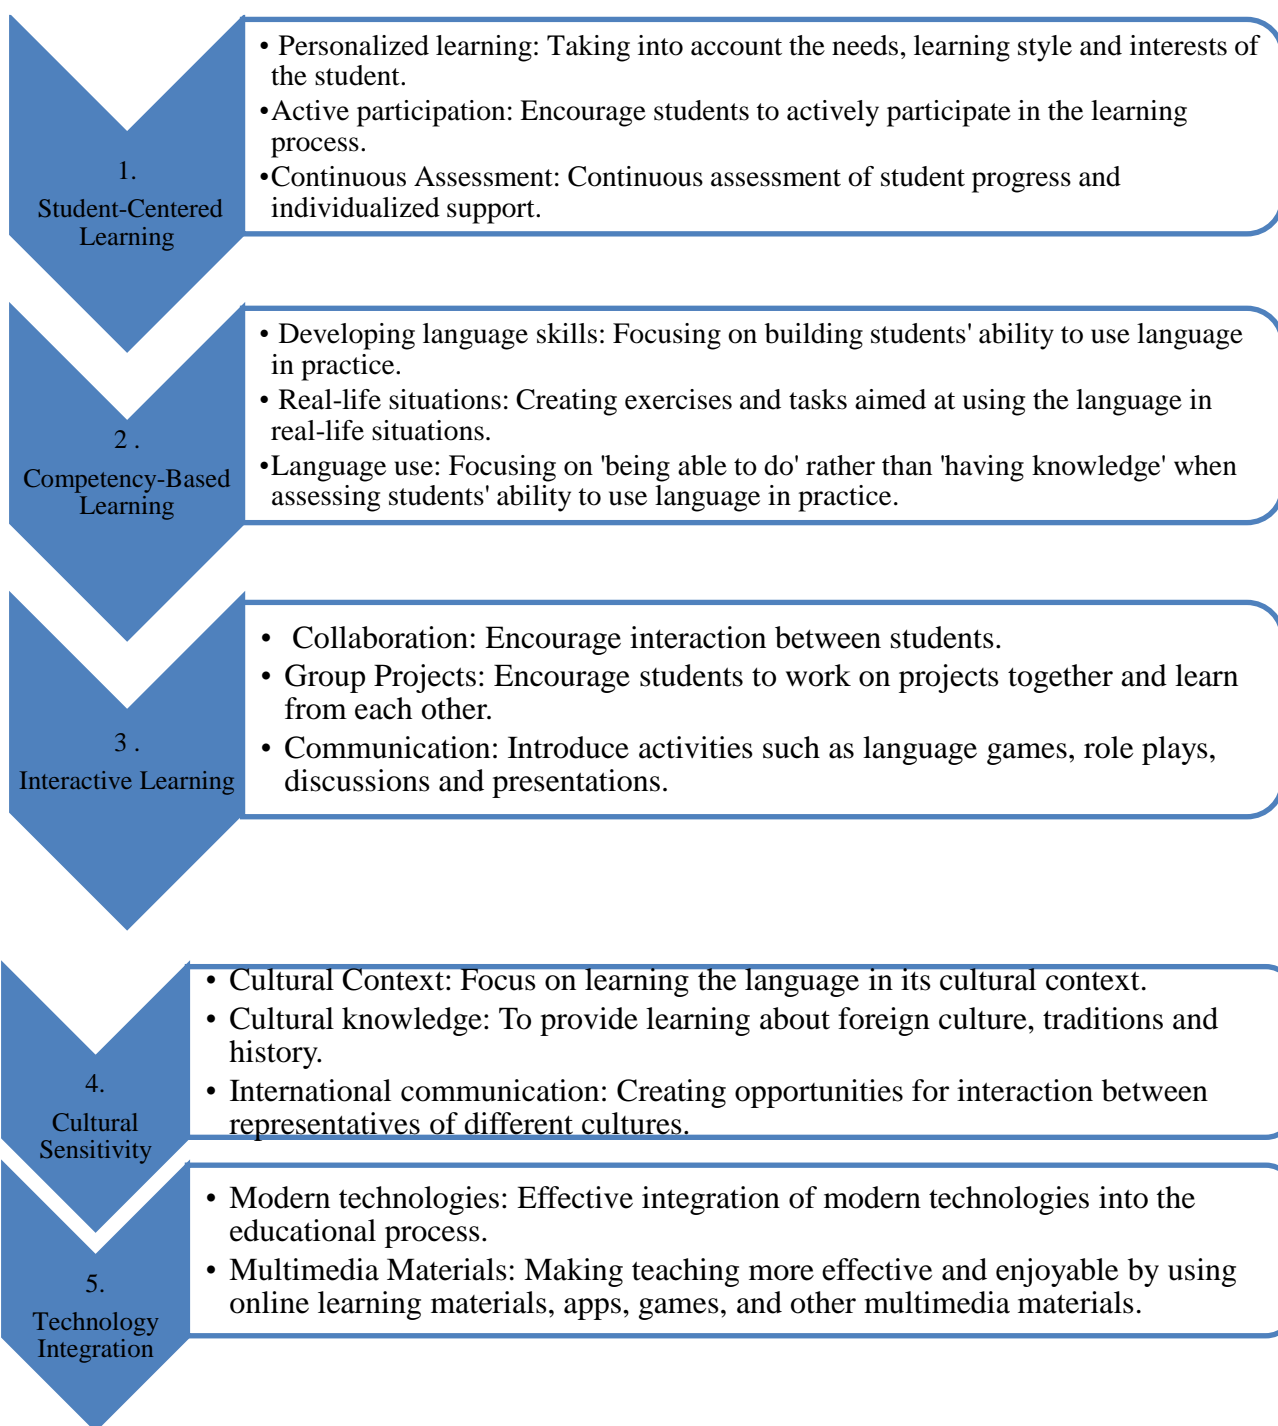 1.
Student-Centered
Learning
• Personalized learning: Taking into account the needs, learning style and interests of
the student.
•Active participation: Encourage students to actively participate in the learning
process.
•Continuous Assessment: Continuous assessment of student progress and
individualized support.
2 .
Competency-Based
Learning
• Developing language skills: Focusing on building students' ability to use language
in practice.
• Real-life situations: Creating exercises and tasks aimed at using the language in
real-life situations.
•Language use: Focusing on 'being able to do' rather than 'having knowledge' when
assessing students' ability to use language in practice.
3 .
Interactive Learning
• Collaboration: Encourage interaction between students.
• Group Projects: Encourage students to work on projects together and learn
from each other.
• Communication: Introduce activities such as language games, role plays,
discussions and presentations.
4.
Cultural
Sensitivity
• Cultural Context: Focus on learning the language in its cultural context.
• Cultural knowledge: To provide learning about foreign culture, traditions and
history.
• International communication: Creating opportunities for interaction between
representatives of different cultures.
5.
Technology
Integration
• Modern technologies: Effective integration of modern technologies into the
educational process.
• Multimedia Materials: Making teaching more effective and enjoyable by using
online learning materials, apps, games, and other multimedia materials.